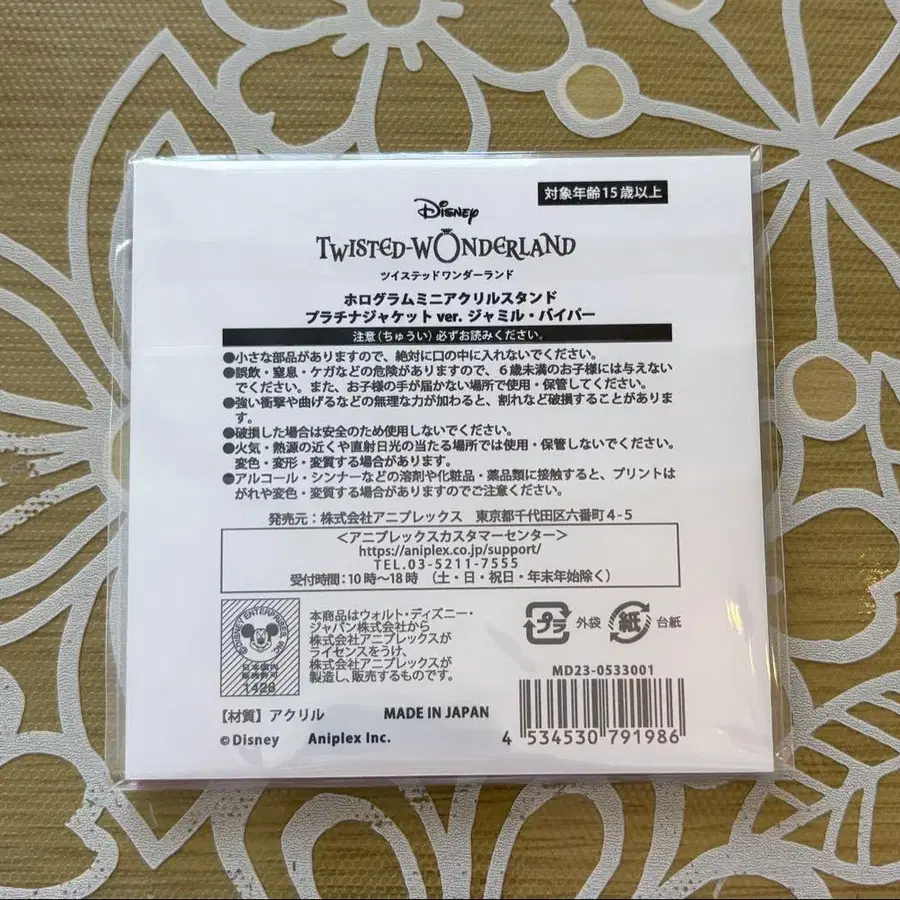 対象年齢15歳以上
Disney
TWISTED-WONDERLAND
ツイステッドワンダーランド
ホログラムミニアクリルスタンド
プラチナジャケット ver. ジャミル・バイパー
注意（ちゅうい）必ずお読みください。
●小さな部品がありますので、絶対に口の中に入れないでください。
●誤飲・窒息・ケガなどの危険がありますので、６歳未満のお子様には与えない
でください。また、お子様の手が届かない場所で使用・保管してください。
●強い衝撃や曲げるなどの無理な力が加わると、割れなど破損することがありま
す。
●破損した場合は安全のため使用しないでください。
●火気・熱源の近くや直射日光の当たる場所では使用・保管しないでください。
変色・変形・変質する場合があります。
●アルコール・シンナーなどの溶剤や化粧品・薬品類に接触すると、プリントは
がれや変色・変質する場合がありますのでご注意ください。
発売元：株式会社アニプレックス　東京都千代田区六番町４-５
＜アニプレックスカスタマーセンター＞
https://aniplex.co.jp/support/
TEL.03-5211-7555
受付時間：10時～18時　（土・日・祝日・年末年始除く）
©DISNEY ENTERPRISES, INC
日本国内
販売許可
1428
本商品はウォルト・ディズニー・
ジャパン株式会社から
株式会社アニプレックスが
ライセンスをうけ、
株式会社アニプレックスが
製造し、販売するものです。
プラ 外袋 紙 台紙
MD23-0533001
【材質】アクリル MADE IN JAPAN
©Disney Aniplex Inc.
4 534530 791986